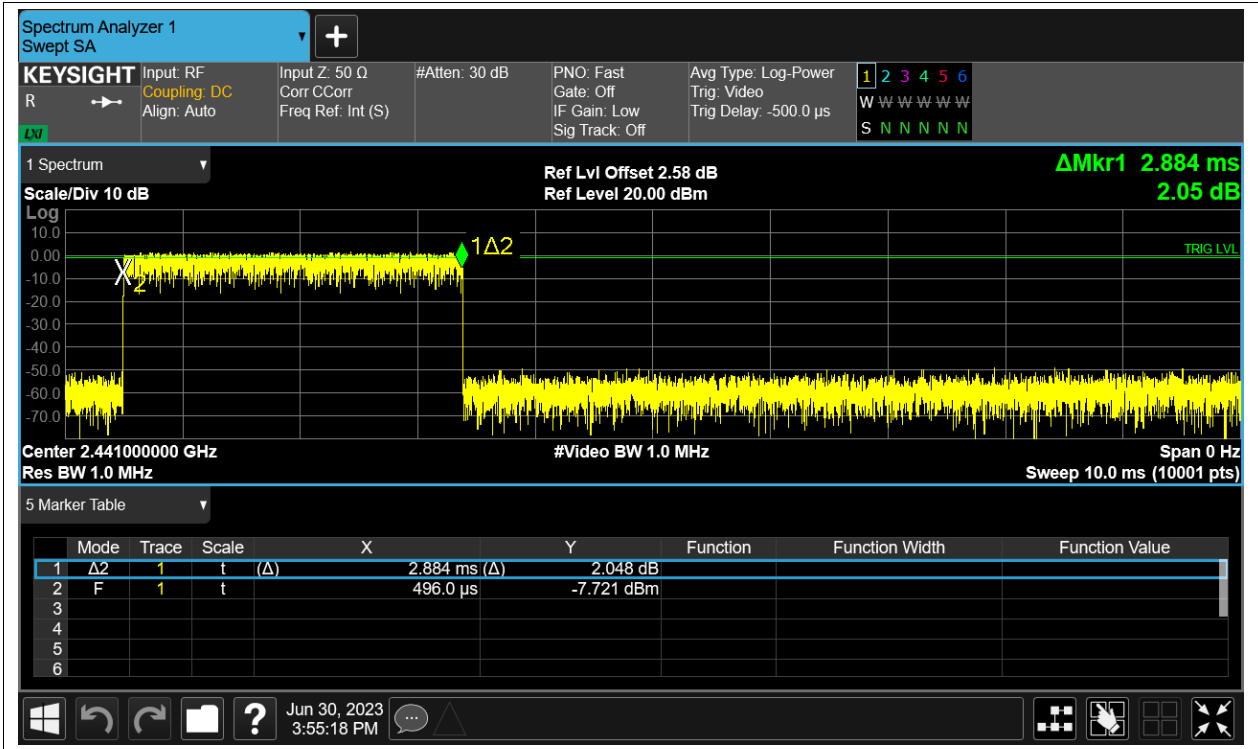 Spectrum Analyzer 1
Swept SA
+
KEYSIGHT
R
LXI
Input: RF
Coupling: DC
Align: Auto
Input Z: 50 Ω
Corr CCorr
Freq Ref: Int (S)
#Atten: 30 dB
PNO: Fast
Gate: Off
IF Gain: Low
Sig Track: Off
Avg Type: Log-Power
Trig: Video
Trig Delay: -500.0 µs
1 2 3 4 5 6
W W W W W W
S N N N N N
1 Spectrum
Scale/Div 10 dB
Ref Lvl Offset 2.58 dB
Ref Level 20.00 dBm
ΔMkr1 2.884 ms
2.05 dB
Log
10.0
0.00
-10.0
-20.0
-30.0
-40.0
-50.0
-60.0
-70.0
X
2
1Δ2
TRIG LVL
Center 2.441000000 GHz
#Video BW 1.0 MHz
Span 0 Hz
Res BW 1.0 MHz
Sweep 10.0 ms (10001 pts)
5 Marker Table
Mode Trace Scale X Y Function Function Width Function Value
1 Δ2 1 t (Δ) 2.884 ms (Δ) 2.048 dB
2 F 1 t 496.0 µs -7.721 dBm
3
4
5
6
?
Jun 30, 2023
3:55:18 PM